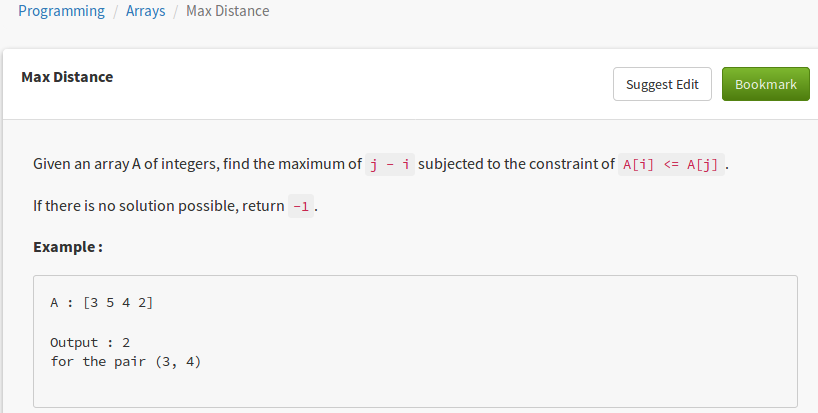 Programming / Arrays / Max Distance
Max Distance
Suggest Edit
Bookmark
Given an array A of integers, find the maximum of j - i subjected to the constraint of A[i] <= A[j] .
If there is no solution possible, return -1 .
Example :
A : [3 5 4 2]
Output : 2
for the pair (3, 4)